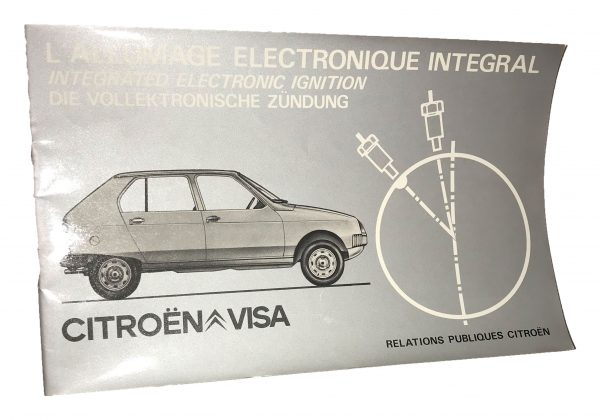 L'ALLUMAGE ELECTRONIQUE INTEGRAL
INTEGRATED ELECTRONIC IGNITION
DIE VOLLEKTRONISCHE ZÜNDUNG
CITROËN VISA
RELATIONS PUBLIQUES CITROËN